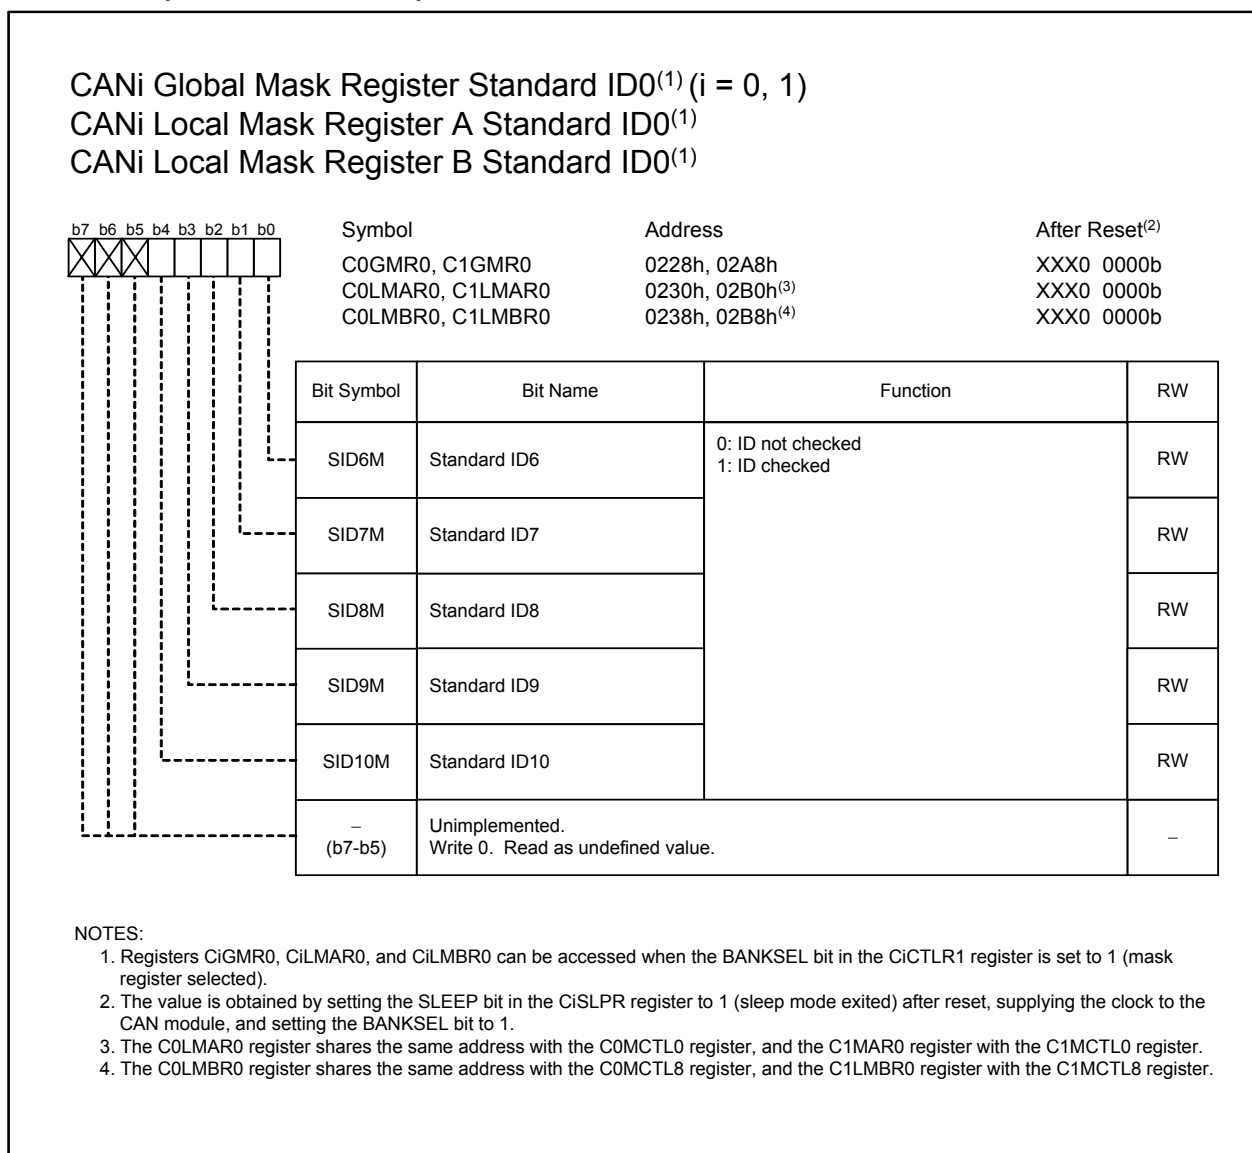 CANi Global Mask Register Standard ID0(1) (i = 0, 1)
CANi Local Mask Register A Standard ID0(1)
CANi Local Mask Register B Standard ID0(1)
b7 b6 b5 b4 b3 b2 b1 b0
Symbol Address After Reset(2)
C0GMR0, C1GMR0 0228h, 02A8h XXX0 0000b
C0LMAR0, C1LMAR0 0230h, 02B0h(3) XXX0 0000b
C0LMBR0, C1LMBR0 0238h, 02B8h(4) XXX0 0000b
Bit Symbol Bit Name Function RW
SID6M Standard ID6 0: ID not checked RW
1: ID checked
SID7M Standard ID7 RW
SID8M Standard ID8 RW
SID9M Standard ID9 RW
SID10M Standard ID10 RW
– Unimplemented. –
(b7-b5) Write 0. Read as undefined value.
NOTES:
1. Registers CiGMR0, CiLMAR0, and CiLMBR0 can be accessed when the BANKSEL bit in the CiCTLR1 register is set to 1 (mask
register selected).
2. The value is obtained by setting the SLEEP bit in the CiSLPR register to 1 (sleep mode exited) after reset, supplying the clock to the
CAN module, and setting the BANKSEL bit to 1.
3. The C0LMAR0 register shares the same address with the C0MCTL0 register, and the C1MAR0 register with the C1MCTL0 register.
4. The C0LMBR0 register shares the same address with the C0MCTL8 register, and the C1LMBR0 register with the C1MCTL8 register.